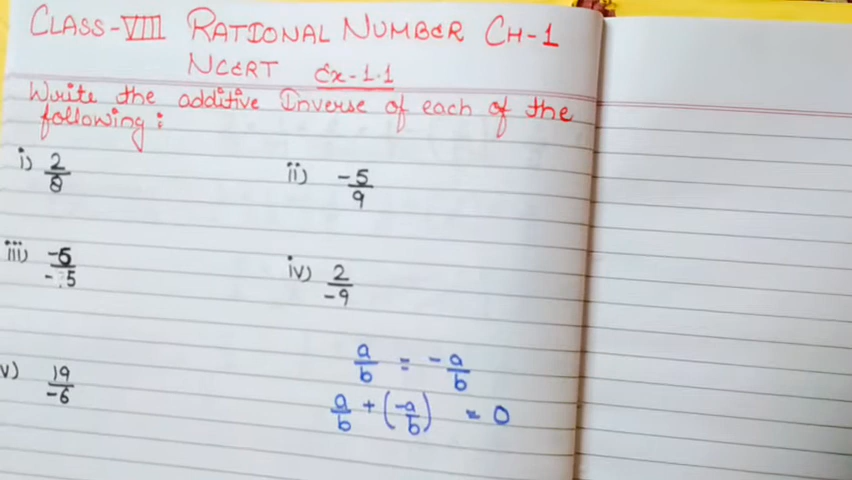 CLASS-VIII RATIONAL NUMBER CH-1
NCERT Ex-1.1
Write the additive Inverse of each of the
following:
i) 2/8 ii) -5/9
iii) -6/-5 iv) 2/-9
v) 19/-6
a/b = -a/b
a/b + (-a/b) = 0